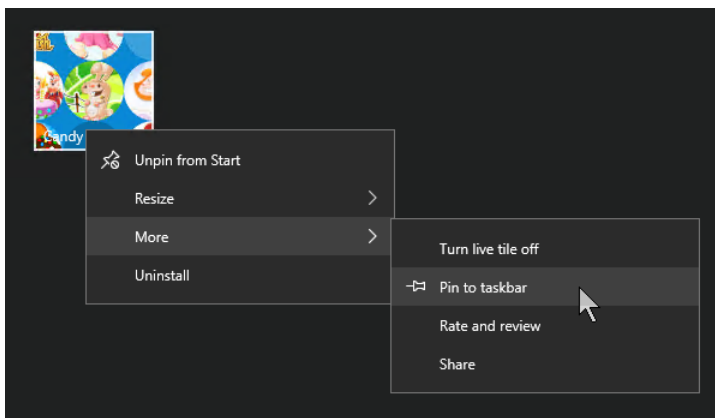 Candy
Unpin from Start
Resize
More
Uninstall
Turn live tile off
Pin to taskbar
Rate and review
Share